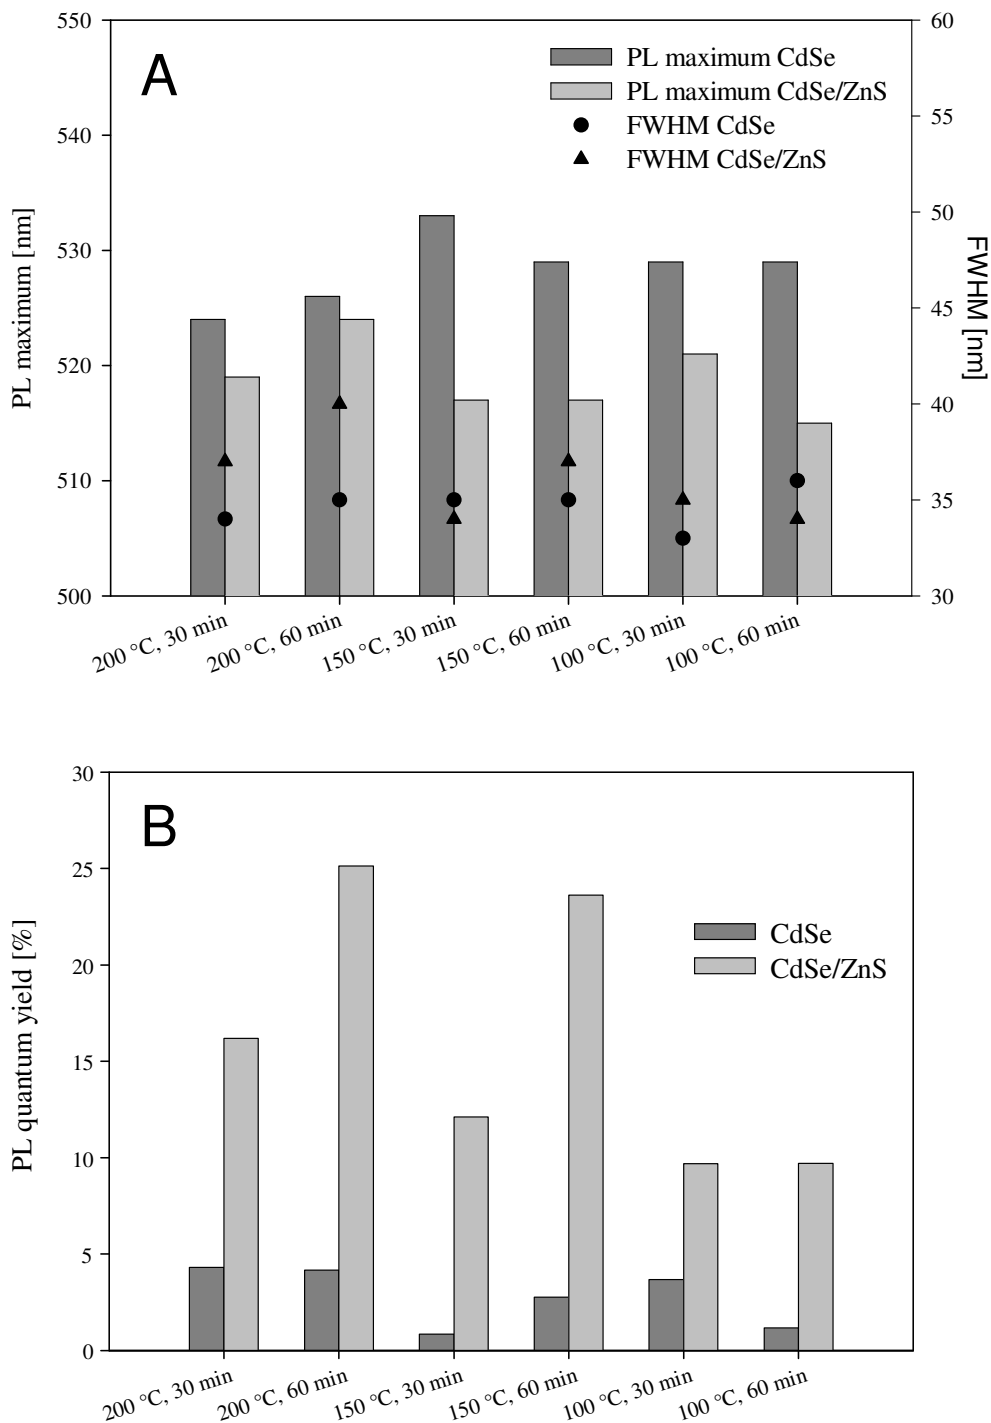 550
60
A
PL maximum CdSe
PL maximum CdSe/ZnS
FWHM CdSe
FWHM CdSe/ZnS
55
540
50
530
45
520
40
510
35
500
30
PL maximum [nm]
FWHM [nm]
200 °C, 30 min
200 °C, 60 min
150 °C, 30 min
150 °C, 60 min
100 °C, 30 min
100 °C, 60 min
30
B
25
CdSe
CdSe/ZnS
20
15
10
5
0
PL quantum yield [%]
200 °C, 30 min
200 °C, 60 min
150 °C, 30 min
150 °C, 60 min
100 °C, 30 min
100 °C, 60 min